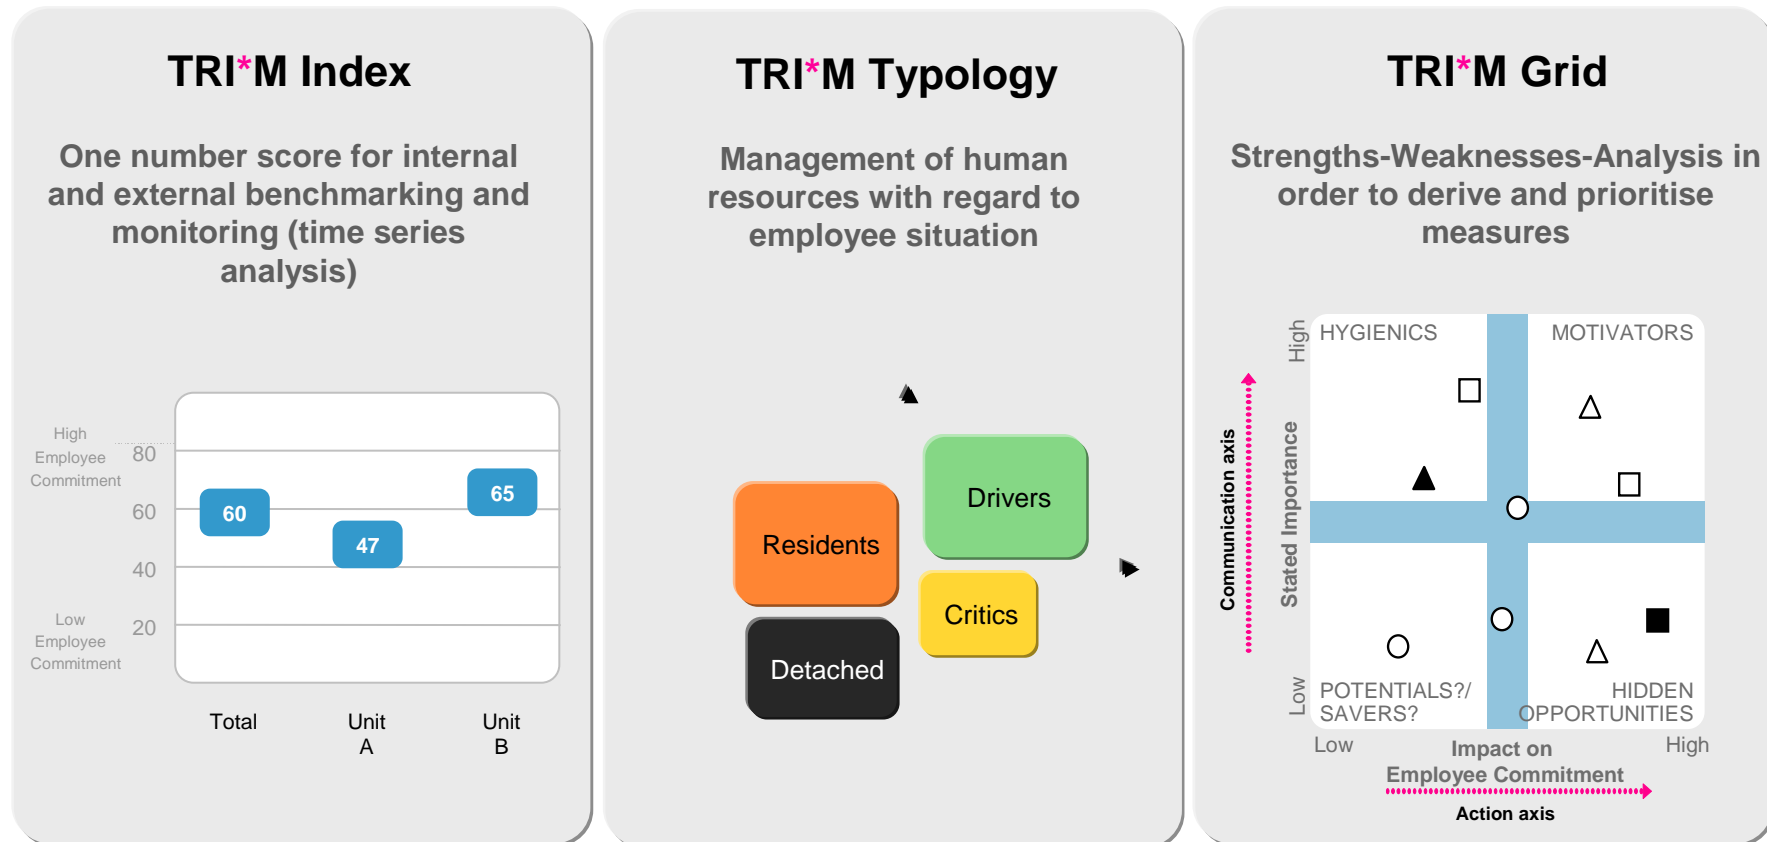 TRI*M Index
One number score for internal
and external benchmarking and
monitoring (time series
analysis)
High
Employee
Commitment
80
60
40
20
Low
Employee
Commitment
60
47
65
Total
Unit
A
Unit
B
TRI*M Typology
Management of human
resources with regard to
employee situation
Drivers
Residents
Critics
Detached
TRI*M Grid
Strengths-Weaknesses-Analysis in
order to derive and prioritise
measures
HYGIENICS
MOTIVATORS
POTENTIALS?/
SAVERS?
HIDDEN
OPPORTUNITIES
High
Low
Stated Importance
Communication axis
Low
High
Impact on
Employee Commitment
Action axis